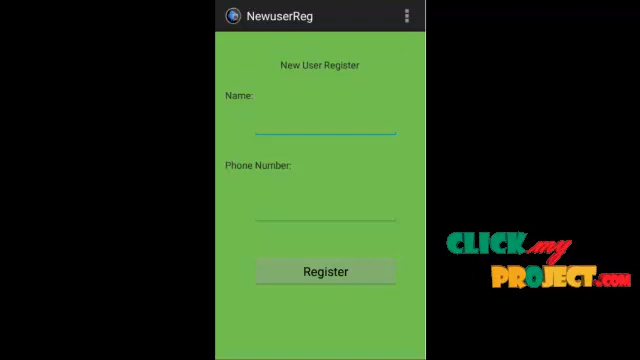 NewuserReg
New User Register
Name:
Phone Number:
Register
CLICK my
PROJECT.COM